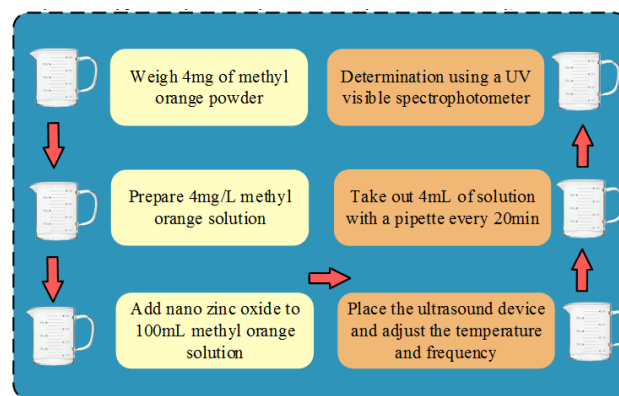 Weigh 4mg of methyl
orange powder
Prepare 4mg/L methyl
orange solution
Add nano zinc oxide to
100mL methyl orange
solution
Place the ultrasound device
and adjust the temperature
and frequency
Take out 4mL of solution
with a pipette every 20min
Determination using a UV
visible spectrophotometer